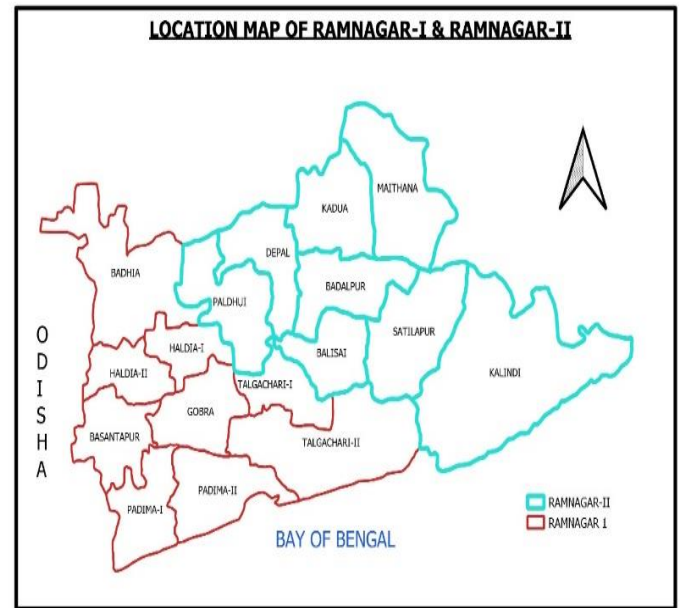 LOCATION MAP OF RAMNAGAR-I & RAMNAGAR-II
MAITHANA
KADUA
DEPAL
BADHIA
BADALPUR
PALDHUI
SATILAPUR
HALDIA-I
BALISAI
KALINDI
HALDIA-II
TALGACHARI-I
GOBRA
BASANTAPUR
TALGACHARI-II
PADIMA-II
PADIMA-I
ODISHA
BAY OF BENGAL
RAMNAGAR-II
RAMNAGAR 1